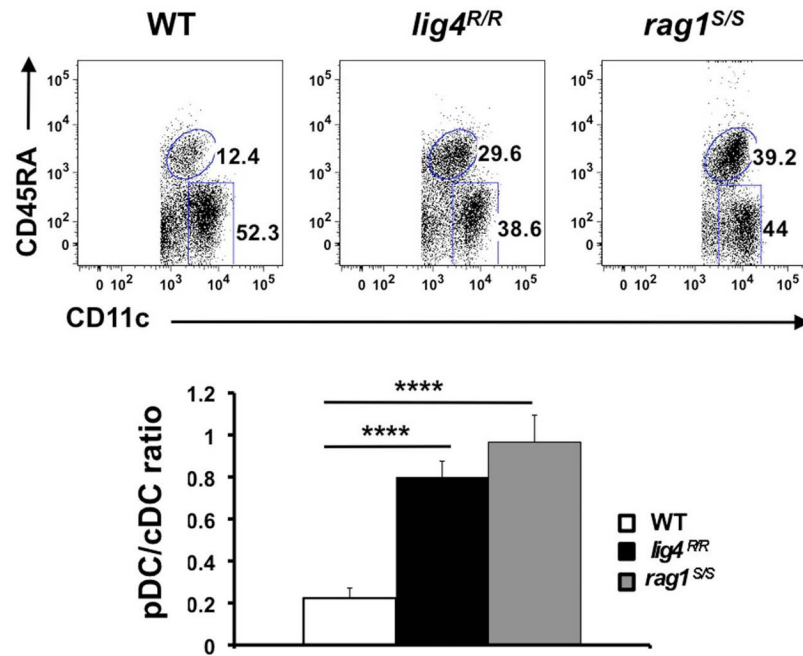 WT lig4R/R rag1S/S
CD45RA
10⁵ 10⁵ 10⁵
10⁴ 10⁴ 10⁴
12.4 29.6 39.2
10³ 10³ 10³
10² 10² 10²
52.3 38.6 44
0 0 0
0 10² 10³ 10⁴ 10⁵ 0 10² 10³ 10⁴ 10⁵ 0 10² 10³ 10⁴ 10⁵
CD11c
pDC/cDC ratio
1.2
****
1
****
0.8
0.6
WT
0.4
lig4 R/R
rag1 S/S
0.2
0